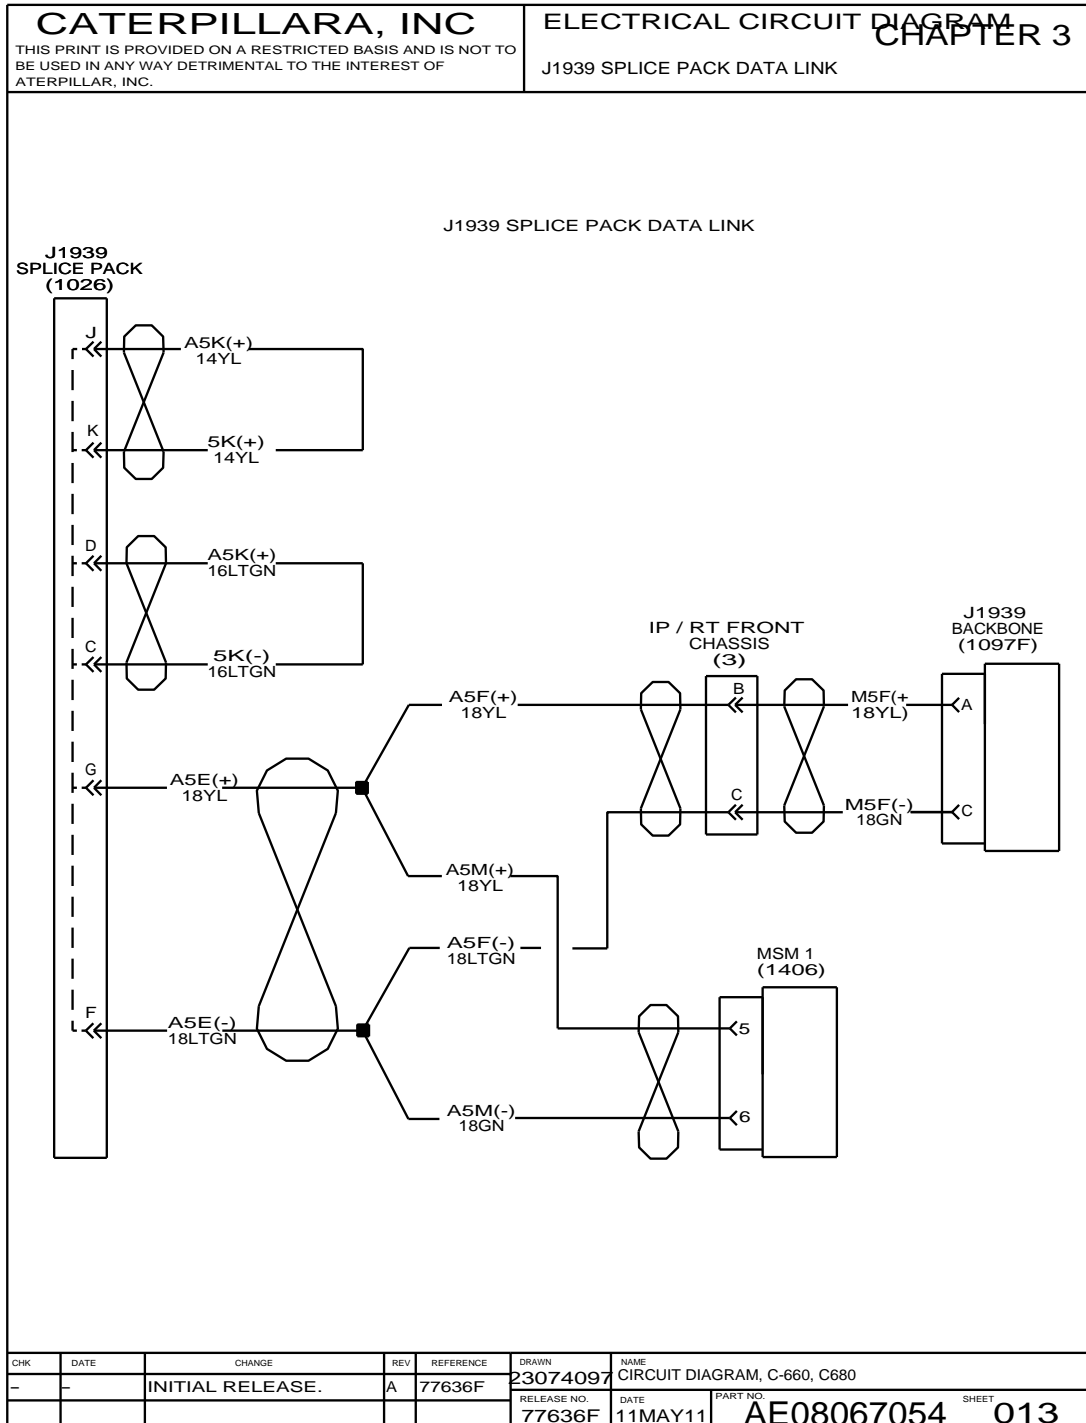 CATERPILLARA, INC
THIS PRINT IS PROVIDED ON A RESTRICTED BASIS AND IS NOT TO
BE USED IN ANY WAY DETRIMENTAL TO THE INTEREST OF
ATERPILLAR, INC.
ELECTRICAL CIRCUIT DIAGRAM
CHAPTER 3
J1939 SPLICE PACK DATA LINK
J1939 SPLICE PACK DATA LINK
J1939
SPLICE PACK
(1026)
J
A5K(+)
14YL
K
5K(+)
14YL
D
A5K(+)
16LTGN
C
5K(-)
16LTGN
IP / RT FRONT
CHASSIS
(3)
J1939
BACKBONE
(1097F)
A5F(+)
18YL
B
M5F(+
18YL)
A
G
A5E(+)
18YL
C
M5F(-)
18GN
C
A5M(+)
18YL
A5F(-)
18LTGN
MSM 1
(1406)
F
A5E(-)
18LTGN
5
A5M(-)
18GN
6
CHK
DATE
CHANGE
REV
REFERENCE
DRAWN
23074097
NAME
CIRCUIT DIAGRAM, C-660, C680
–
–
INITIAL RELEASE.
A
77636F
RELEASE NO.
77636F
DATE
11MAY11
PART NO.
AE08067054
SHEET
013